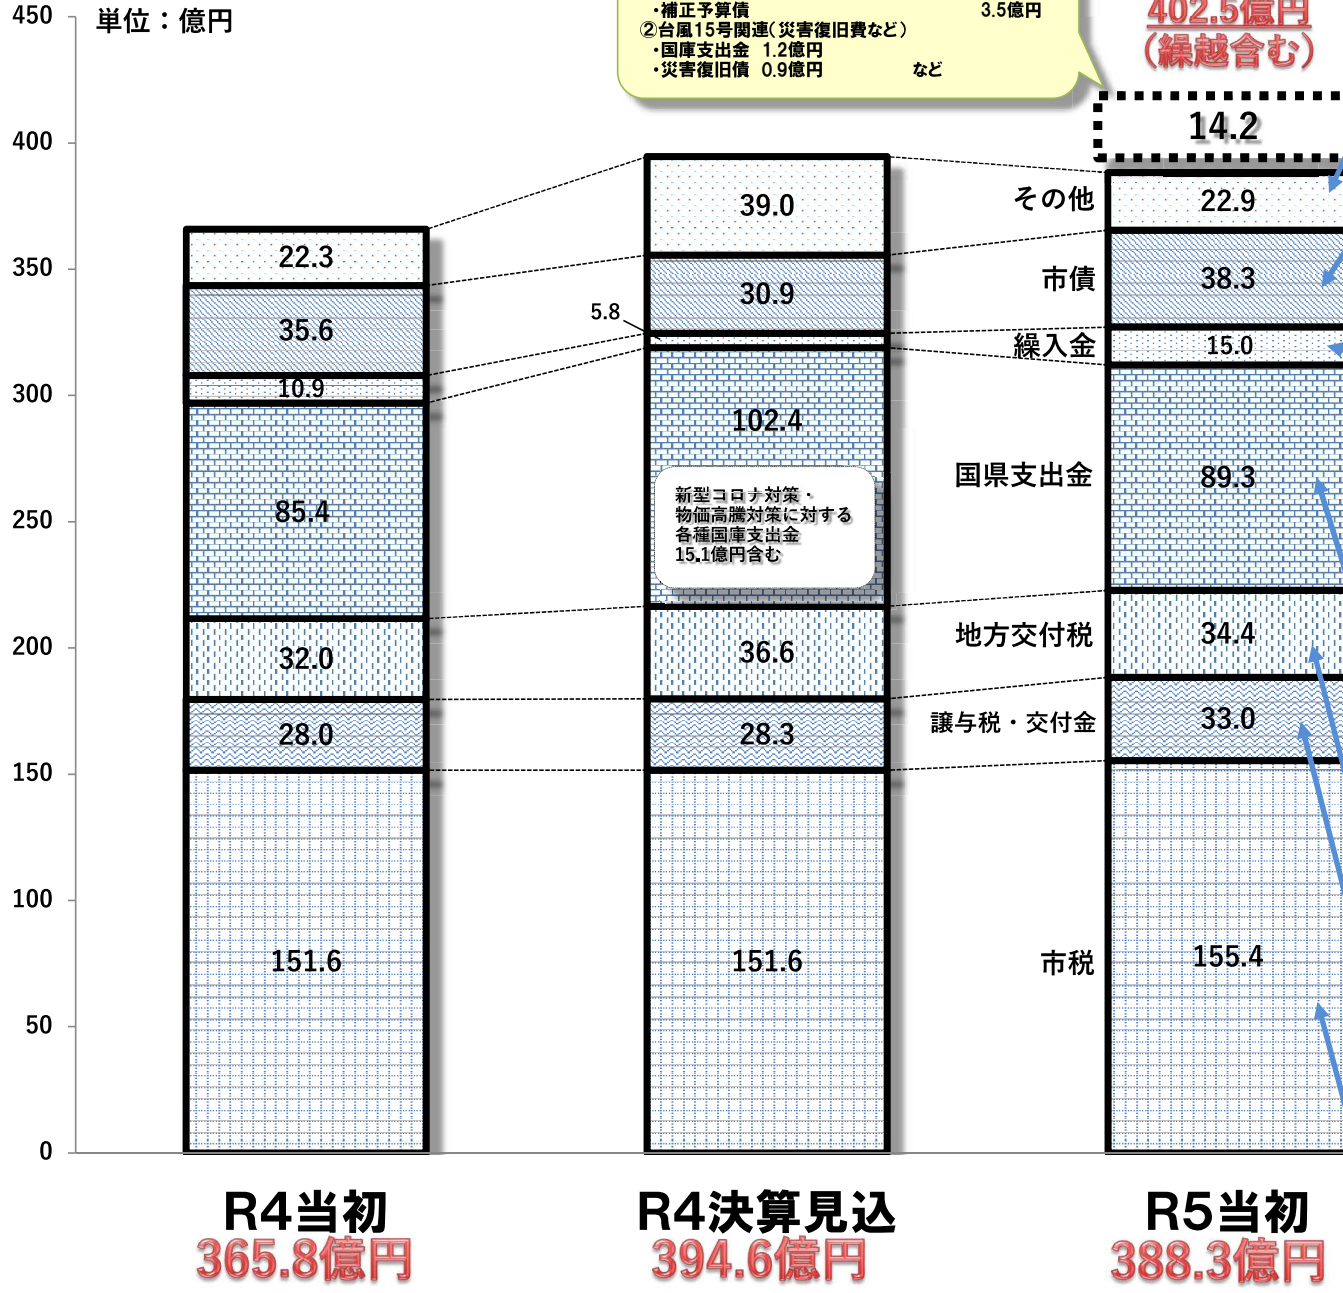 450
単位：億円
・補正予算債 3.5億円
②台風15号関連（災害復旧費など）
・国庫支出金 1.2億円
・災害復旧債 0.9億円 など
402.5億円
（繰越含む）
14.2
400
39.0
その他
22.9
22.3
350
30.9
市債
38.3
5.8
35.6
繰入金
15.0
10.9
300
102.4
国県支出金
89.3
新型コロナ対策・
物価高騰対策に対する
各種国庫支出金
15.1億円含む
85.4
250
200
32.0
36.6
地方交付税
34.4
28.0
28.3
譲与税・交付金
33.0
150
100
151.6
151.6
市税
155.4
50
0
R4当初
R4決算見込
R5当初
365.8億円
394.6億円
388.3億円